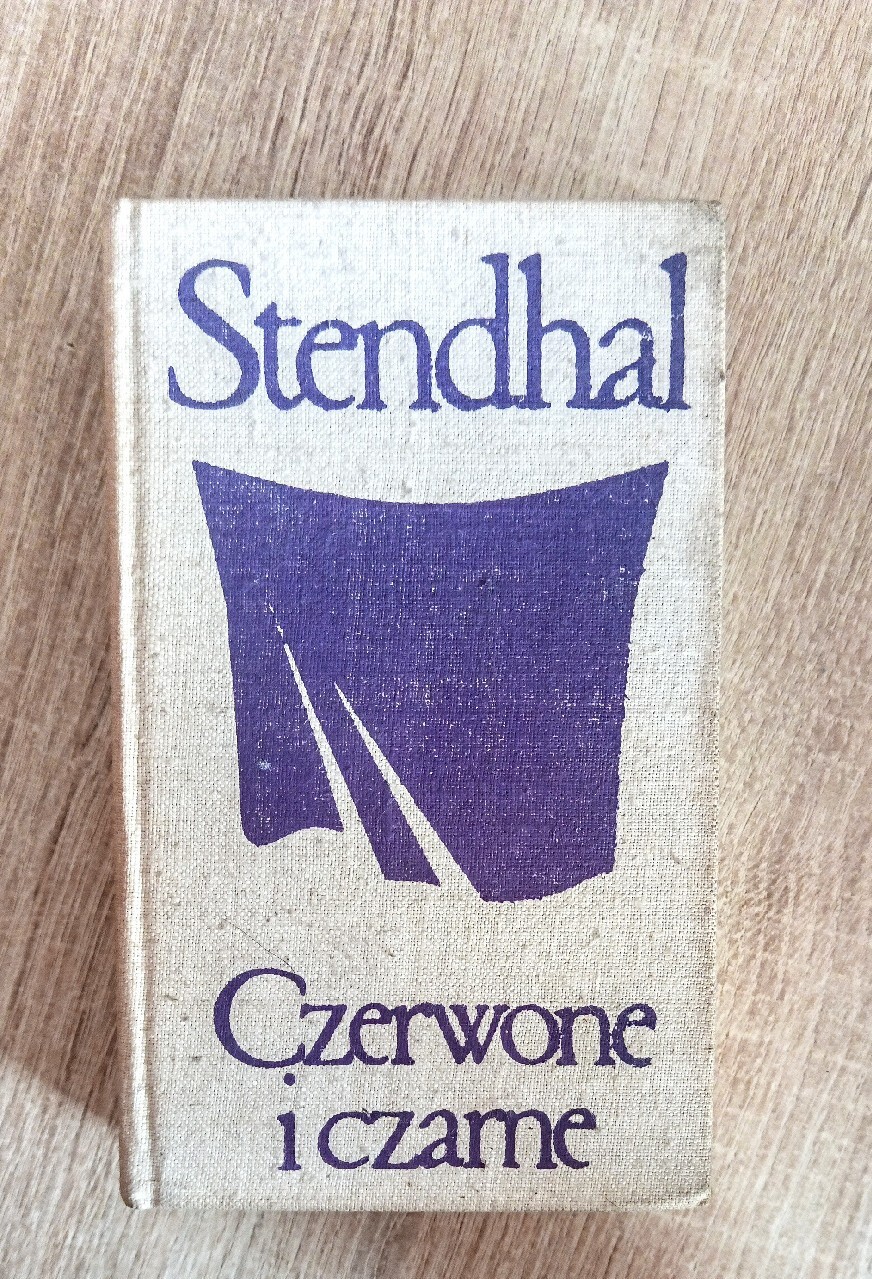 Stendhal
Czerwone
i czarne